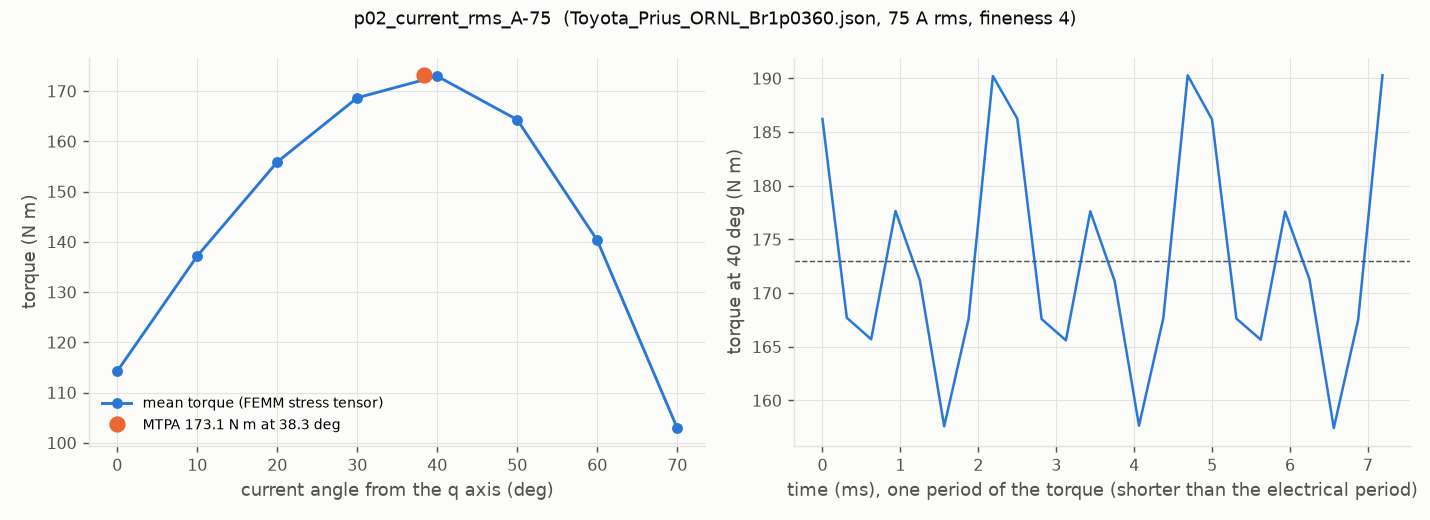 p02_current_rms_A-75  (Toyota_Prius_ORNL_Br1p0360.json, 75 A rms, fineness 4)
torque (N m)
170
160
150
140
130
120
110
100
mean torque (FEMM stress tensor)
MTPA 173.1 N m at 38.3 deg
0 10 20 30 40 50 60 70
current angle from the q axis (deg)
torque at 40 deg (N m)
190
185
180
175
170
165
160
0 1 2 3 4 5 6 7
time (ms), one period of the torque (shorter than the electrical period)